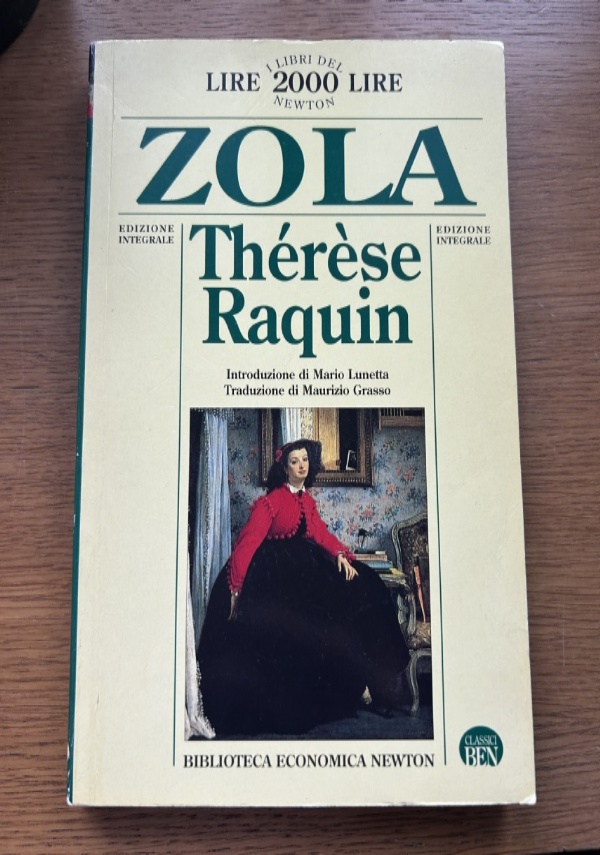 I LIBRI DEL
LIRE 2000 LIRE
NEWTON
ZOLA
EDIZIONE
INTEGRALE
Thérèse
Raquin
EDIZIONE
INTEGRALE
Introduzione di Mario Lunetta
Traduzione di Maurizio Grasso
BIBLIOTECA ECONOMICA NEWTON
CLASSICI
BEN